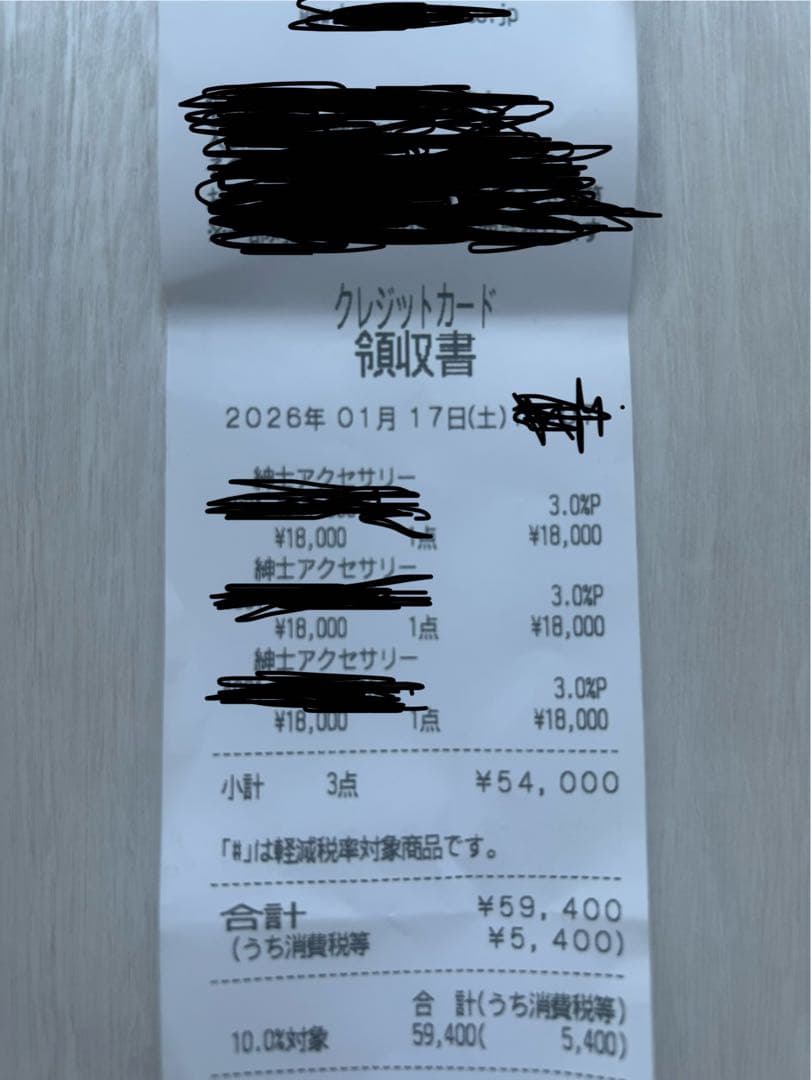 クレジットカード
領収書
2026年 01月 17日(土)
紳士アクセサリー
3.0%P
¥18,000 1点 ¥18,000
紳士アクセサリー
3.0%P
¥18,000 1点 ¥18,000
紳士アクセサリー
3.0%P
¥18,000 1点 ¥18,000
小計 3点 ¥54,000
「#」は軽減税率対象商品です。
合計 ¥59,400
(うち消費税等 ¥5,400)
合 計(うち消費税等)
10.0%対象 59,400( 5,400)